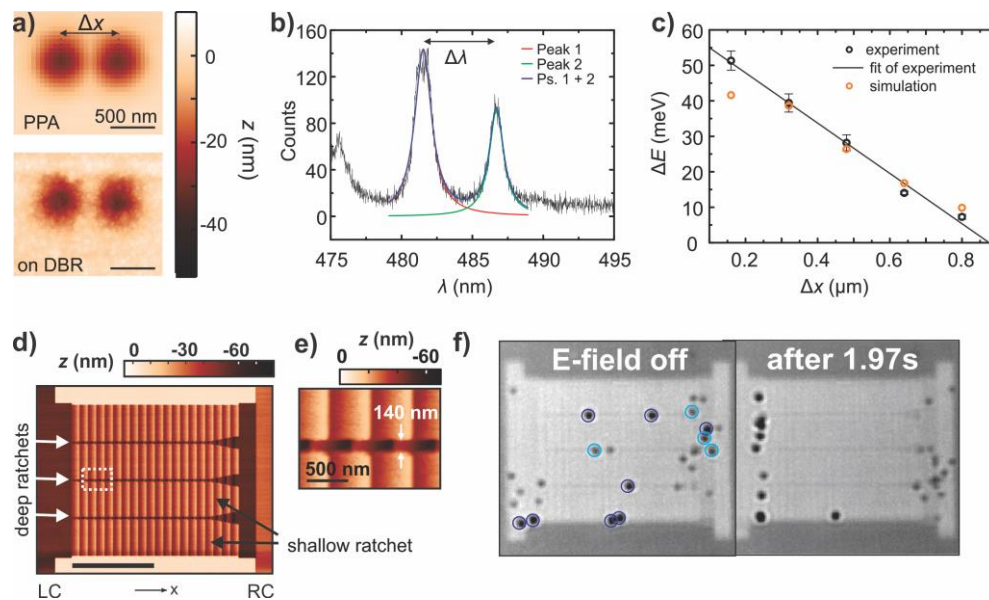 a)
Δx
PPA
500 nm
on DBR
0
-20
-40
z (nm)
b)
160
120
80
40
0
Counts
Δλ
Peak 1
Peak 2
Ps. 1 + 2
475 480 485 490 495
λ (nm)
c)
60
50
40
30
20
10
0
ΔE (meV)
experiment
fit of experiment
simulation
0.2 0.4 0.6 0.8
Δx (µm)
d)
z (nm)
0 -30 -60
deep ratchets
shallow ratchet
LC
x
RC
e)
z (nm)
0 -60
140 nm
500 nm
f)
E-field off
after 1.97s